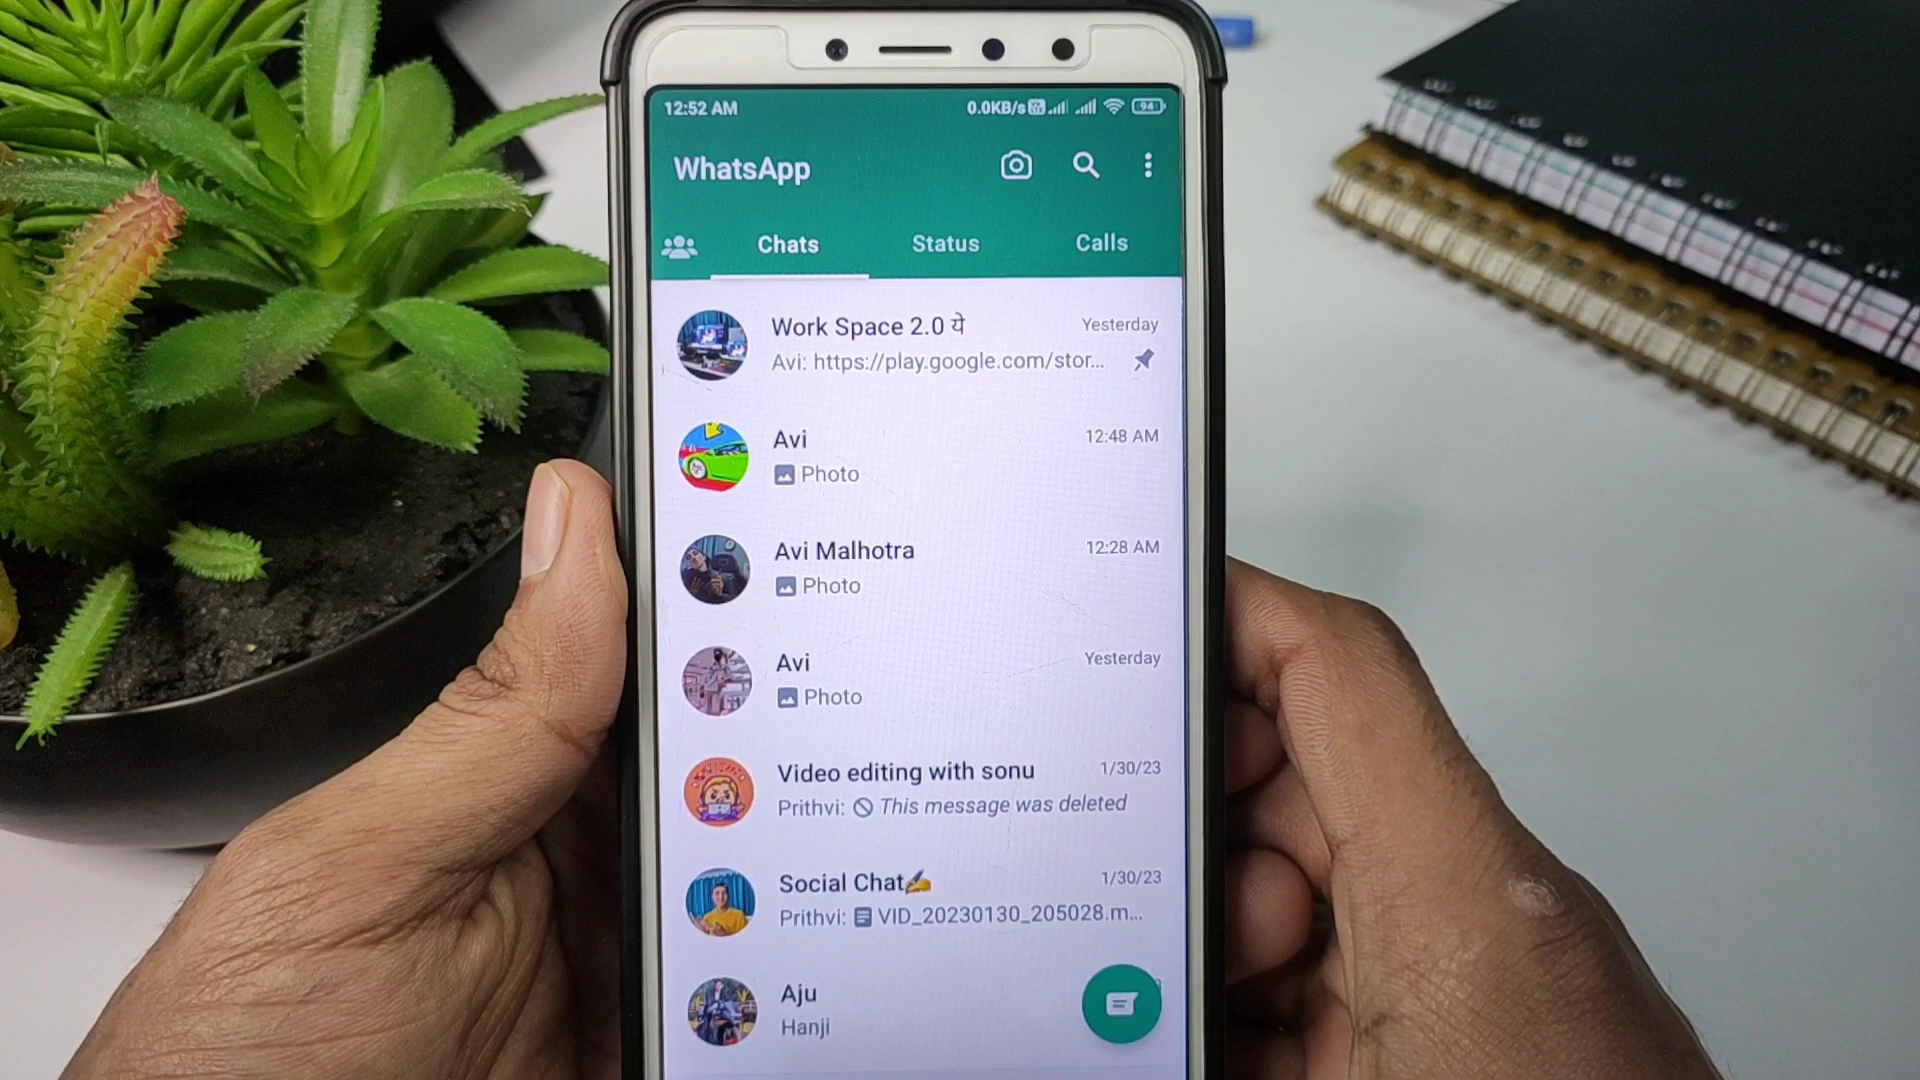 12:52 AM 0.0KB/s 94
WhatsApp
Chats Status Calls
Work Space 2.0 ये Yesterday
Avi: https://play.google.com/stor...
Avi 12:48 AM
Photo
Avi Malhotra 12:28 AM
Photo
Avi Yesterday
Photo
Video editing with sonu 1/30/23
Prithvi: This message was deleted
Social Chat✍ 1/30/23
Prithvi: VID_20230130_205028.m...
Aju
Hanji